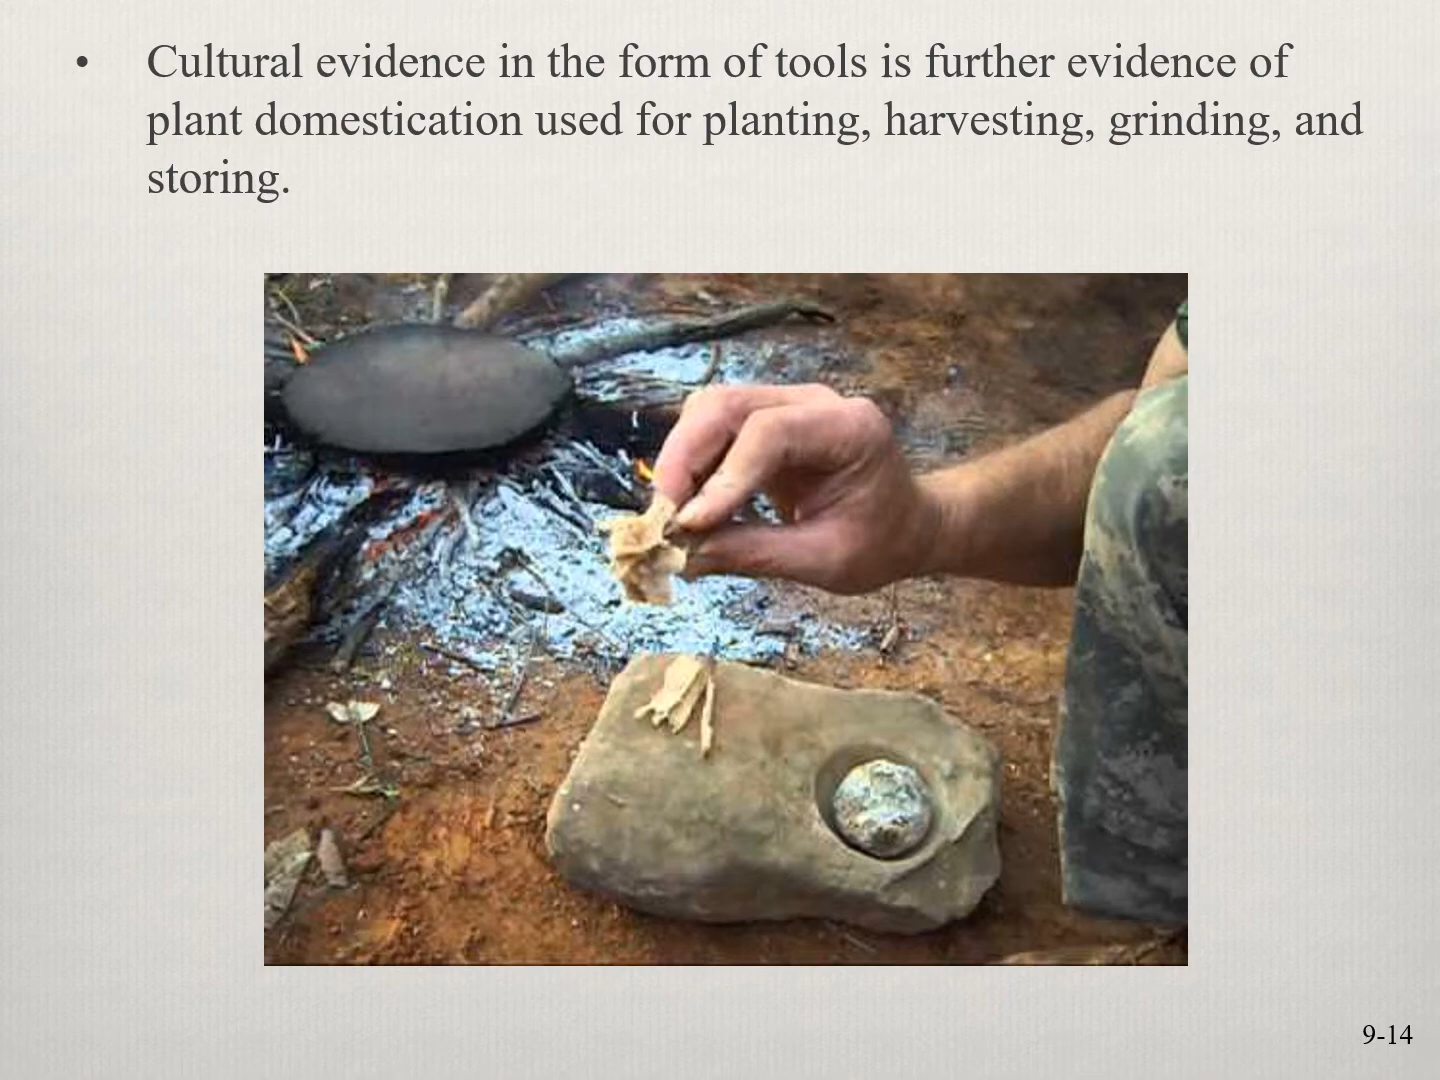 • Cultural evidence in the form of tools is further evidence of
plant domestication used for planting, harvesting, grinding, and
storing.
9-14